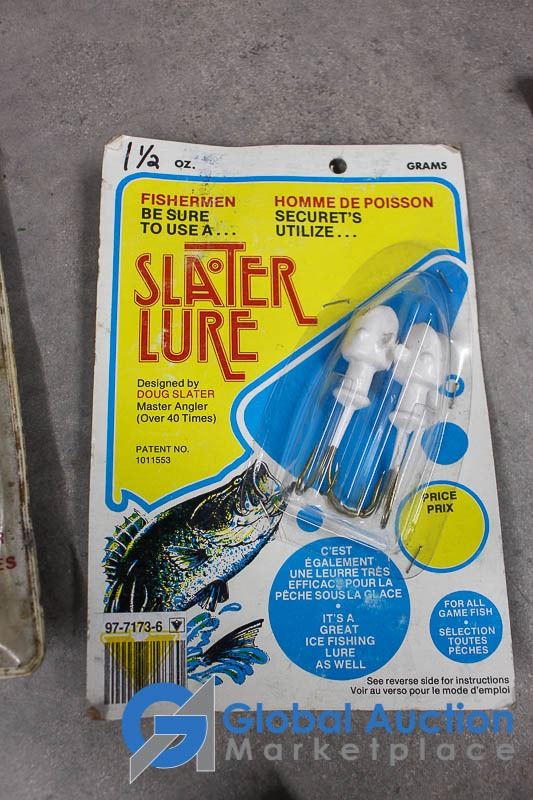 1 1/2 OZ. GRAMS
FISHERMEN
BE SURE
TO USE A...
HOMME DE POISSON
SECURET'S
UTILIZE...
SLATER
LURE
Designed by
DOUG SLATER
Master Angler
(Over 40 Times)
PATENT NO.
1011553
PRICE
PRIX
C'EST
ÉGALEMENT
UNE LEURRE TRÈS
EFFICACE POUR LA
PÊCHE SOUS LA GLACE
•
IT'S A
GREAT
ICE FISHING
LURE
AS WELL
FOR ALL
GAME FISH
•
SÉLECTION
TOUTES
PÊCHES
97-7173-6
See reverse side for instructions
Voir au verso pour le mode d'emploi
Global Auction
Marketplace